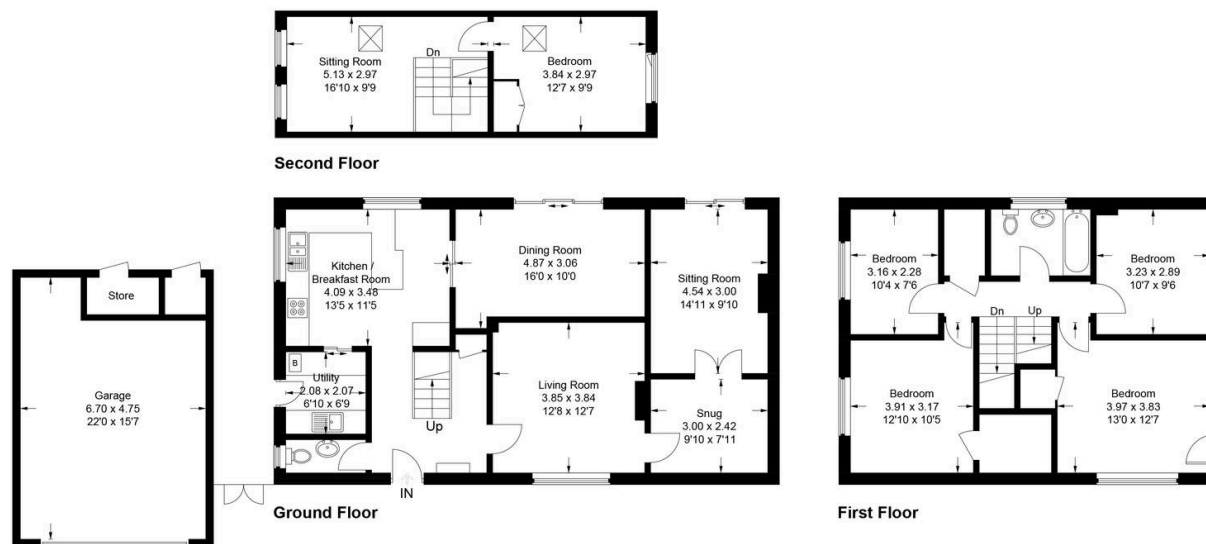 Dn
Sitting Room
5.13 x 2.97
16'10 x 9'9
Bedroom
3.84 x 2.97
12'7 x 9'9
Second Floor
Store
Garage
6.70 x 4.75
22'0 x 15'7
Kitchen /
Breakfast Room
4.09 x 3.48
13'5 x 11'5
Dining Room
4.87 x 3.06
16'0 x 10'0
Sitting Room
4.54 x 3.00
14'11 x 9'10
B
Utility
2.08 x 2.07
6'10 x 6'9
Up
Living Room
3.85 x 3.84
12'8 x 12'7
Snug
3.00 x 2.42
9'10 x 7'11
IN
Ground Floor
Bedroom
3.16 x 2.28
10'4 x 7'6
Bedroom
3.23 x 2.89
10'7 x 9'6
Dn
Up
Bedroom
3.91 x 3.17
12'10 x 10'5
Bedroom
3.97 x 3.83
13'0 x 12'7
First Floor